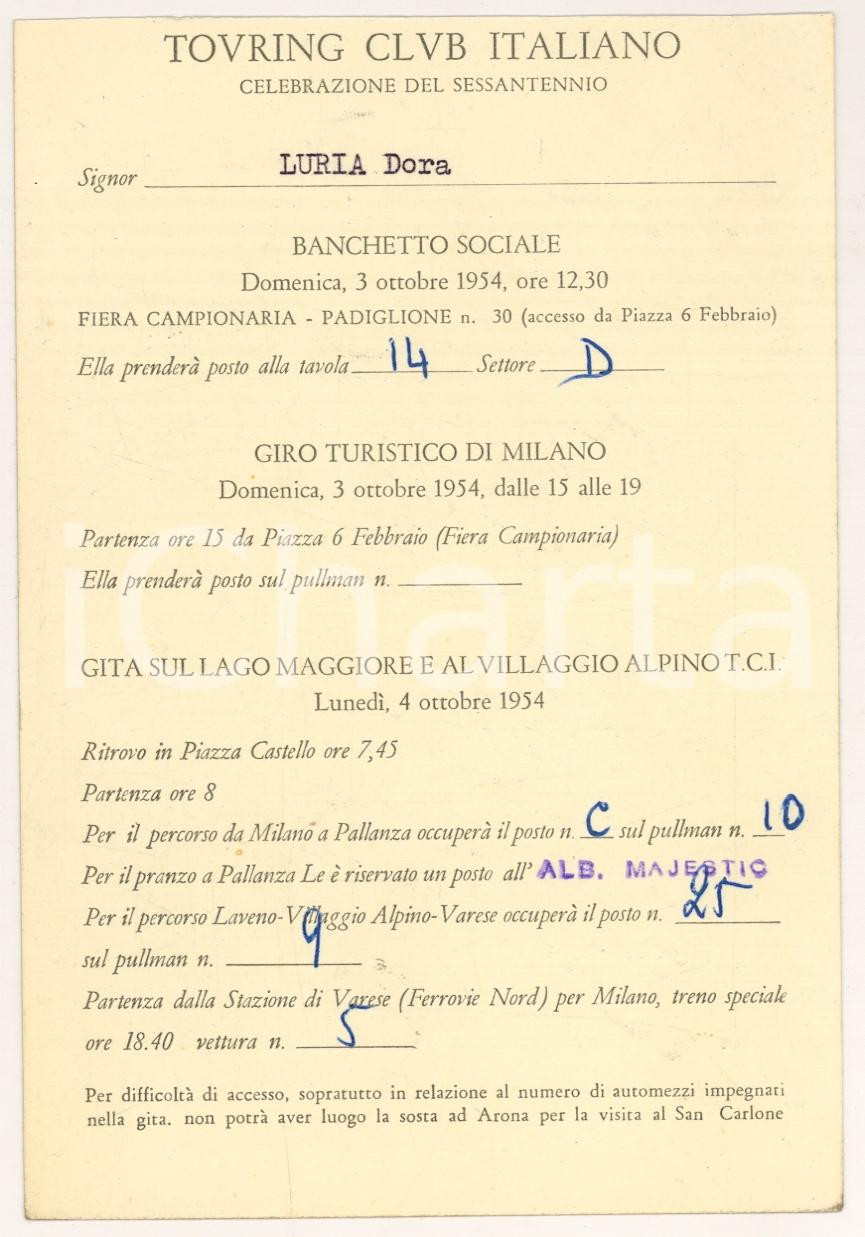 TOVRING CLVB ITALIANO
CELEBRAZIONE DEL SESSANTENNIO
Signor LURIA Dora
BANCHETTO SOCIALE
Domenica, 3 ottobre 1954, ore 12,30
FIERA CAMPIONARIA - PADIGLIONE n. 30 (accesso da Piazza 6 Febbraio)
Ella prenderà posto alla tavola 14 Settore D
GIRO TURISTICO DI MILANO
Domenica, 3 ottobre 1954, dalle 15 alle 19
Partenza ore 15 da Piazza 6 Febbraio (Fiera Campionaria)
Ella prenderà posto sul pullman n.
iCharta
GITA SUL LAGO MAGGIORE E AL VILLAGGIO ALPINO T.C.I.
Lunedì, 4 ottobre 1954
Ritrovo in Piazza Castello ore 7,45
Partenza ore 8
Per il percorso da Milano a Pallanza occuperà il posto n. C sul pullman n. 10
Per il pranzo a Pallanza Le è riservato un posto all' ALB. MAJESTIC
Per il percorso Laveno-Villaggio Alpino-Varese occuperà il posto n. 25
sul pullman n. 9
Partenza dalla Stazione di Varese (Ferrovie Nord) per Milano, treno speciale
ore 18.40 vettura n. 5
Per difficoltà di accesso, sopratutto in relazione al numero di automezzi impegnati
nella gita. non potrà aver luogo la sosta ad Arona per la visita al San Carlone